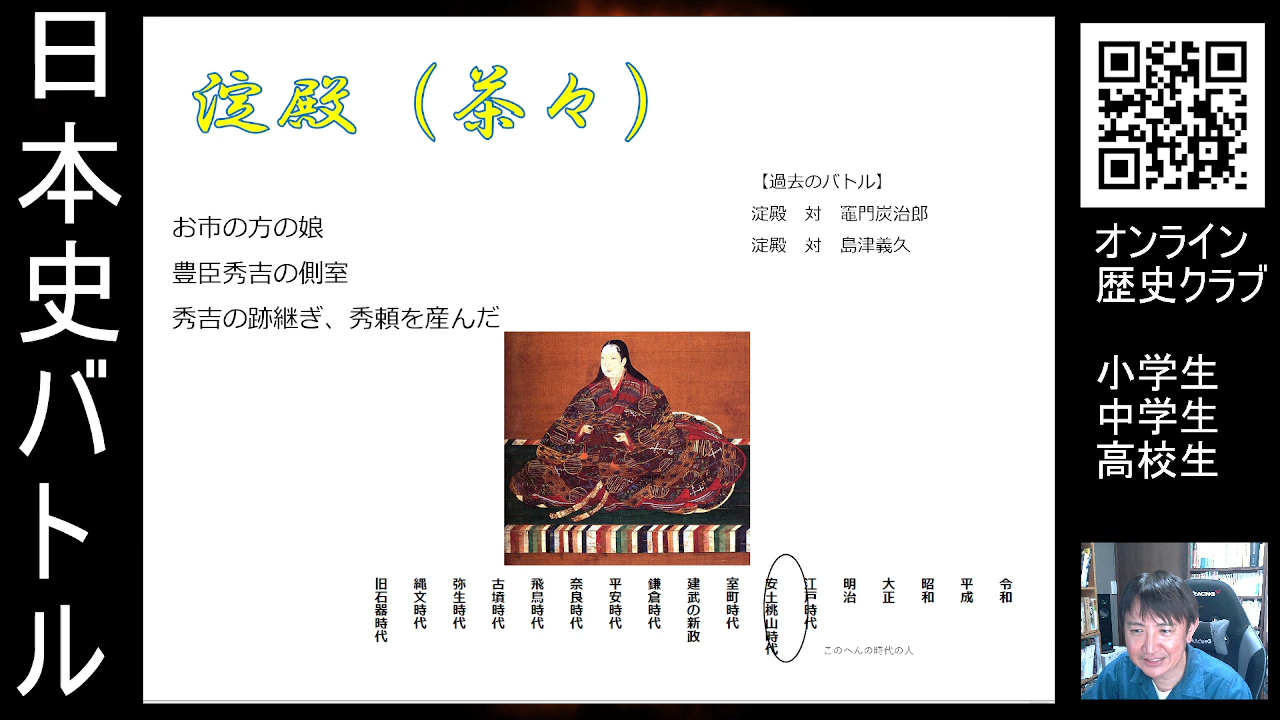 日本史バトル
淀殿（茶々）
【過去のバトル】
淀殿　対　竈門炭治郎
淀殿　対　島津義久
お市の方の娘
豊臣秀吉の側室
秀吉の跡継ぎ、秀頼を産んだ
旧石器時代
縄文時代
弥生時代
古墳時代
飛鳥時代
奈良時代
平安時代
鎌倉時代
建武の新政
室町時代
安土桃山時代
江戸時代
明治
大正
昭和
平成
令和
このへんの時代の人
オンライン
歴史クラブ
小学生
中学生
高校生
RACING